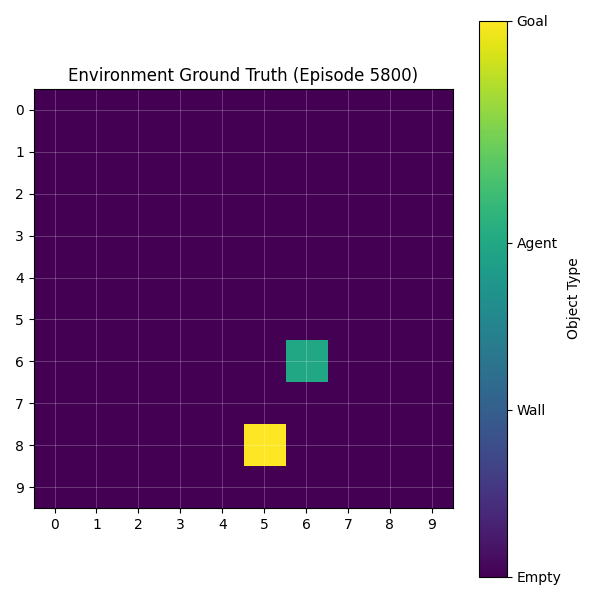 Environment Ground Truth (Episode 5800)
0
1
2
3
4
5
6
7
8
9
0 1 2 3 4 5 6 7 8 9
Goal
Agent
Wall
Empty
Object Type